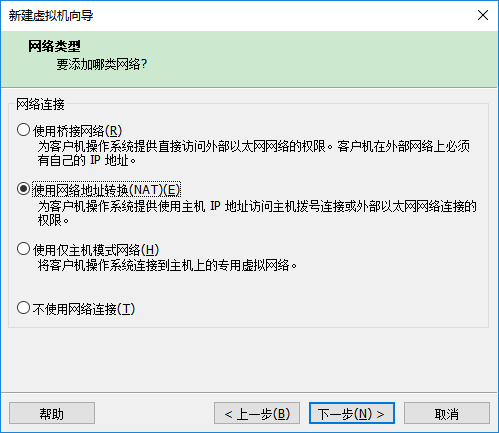 新建虚拟机向导
网络类型
要添加哪类网络?
网络连接
使用桥接网络(R)
为客户机操作系统提供直接访问外部以太网网络的权限。客户机在外部网络上必须
有自己的 IP 地址。
使用网络地址转换(NAT)(E)
为客户机操作系统提供使用主机 IP 地址访问主机拨号连接或外部以太网网络连接的
权限。
使用仅主机模式网络(H)
将客户机操作系统连接到主机上的专用虚拟网络。
不使用网络连接(T)
帮助
< 上一步(B)
下一步(N) >
取消